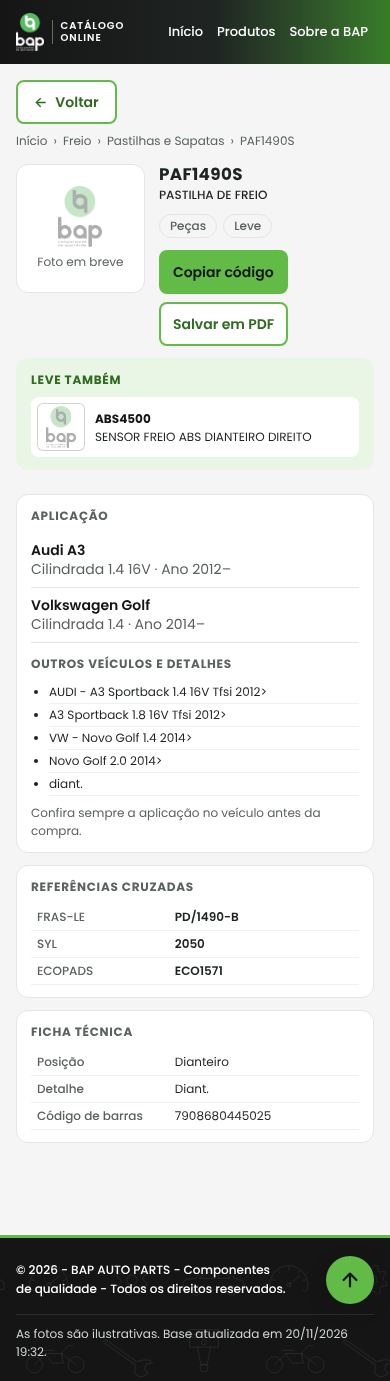 bap
CATÁLOGO
ONLINE
Início Produtos Sobre a BAP
← Voltar
Início › Freio › Pastilhas e Sapatas › PAF1490S
bap
Foto em breve
PAF1490S
PASTILHA DE FREIO
Peças Leve
Copiar código
Salvar em PDF
LEVE TAMBÉM
bap
ABS4500
SENSOR FREIO ABS DIANTEIRO DIREITO
APLICAÇÃO
Audi A3
Cilindrada 1.4 16V · Ano 2012–
Volkswagen Golf
Cilindrada 1.4 · Ano 2014–
OUTROS VEÍCULOS E DETALHES
• AUDI - A3 Sportback 1.4 16V Tfsi 2012>
• A3 Sportback 1.8 16V Tfsi 2012>
• VW - Novo Golf 1.4 2014>
• Novo Golf 2.0 2014>
• diant.
Confira sempre a aplicação no veículo antes da
compra.
REFERÊNCIAS CRUZADAS
FRAS-LE PD/1490-B
SYL 2050
ECOPADS ECO1571
FICHA TÉCNICA
Posição Dianteiro
Detalhe Diant.
Código de barras 7908680445025
© 2026 - BAP AUTO PARTS - Componentes
de qualidade - Todos os direitos reservados.
As fotos são ilustrativas. Base atualizada em 20/11/2026
19:32.